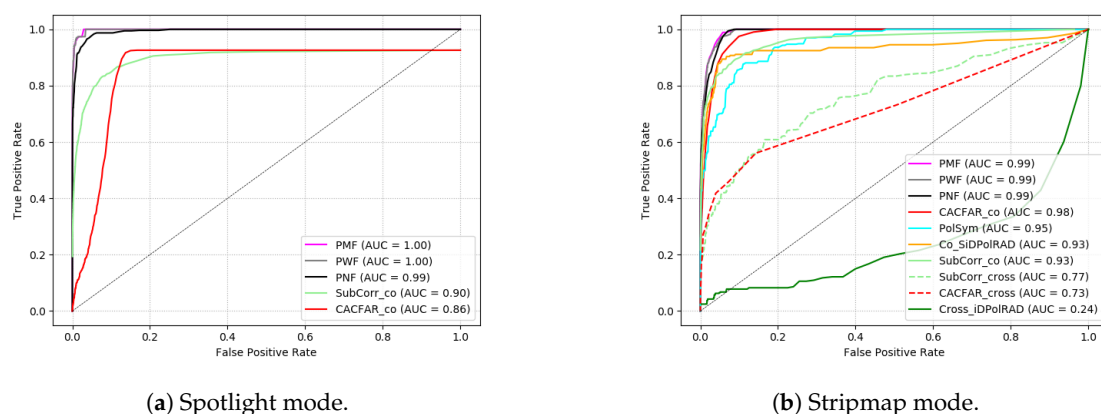 True Positive Rate
1.0
0.8
0.6
0.4
0.2
0.0
PMF (AUC = 1.00)
PWF (AUC = 1.00)
PNF (AUC = 0.99)
SubCorr_co (AUC = 0.90)
CACFAR_co (AUC = 0.86)
0.0 0.2 0.4 0.6 0.8 1.0
False Positive Rate
(a) Spotlight mode.
True Positive Rate
1.0
0.8
0.6
0.4
0.2
0.0
PMF (AUC = 0.99)
PWF (AUC = 0.99)
PNF (AUC = 0.99)
CACFAR_co (AUC = 0.98)
PolSym (AUC = 0.95)
Co_SiDPolRAD (AUC = 0.93)
SubCorr_co (AUC = 0.93)
SubCorr_cross (AUC = 0.77)
CACFAR_cross (AUC = 0.73)
Cross_iDPolRAD (AUC = 0.24)
0.0 0.2 0.4 0.6 0.8 1.0
False Positive Rate
(b) Stripmap mode.